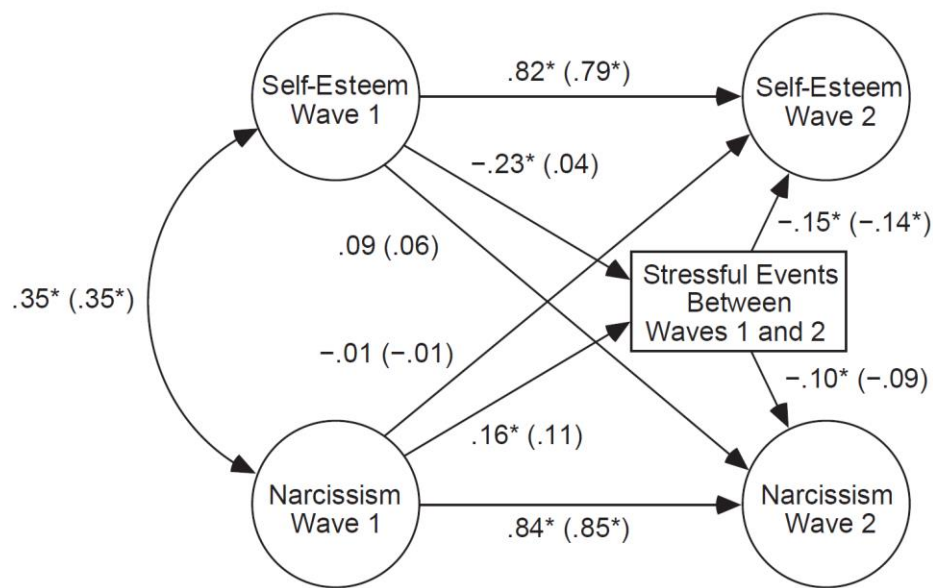 Self-Esteem
Wave 1
.82* (.79*)
Self-Esteem
Wave 2
−.23* (.04)
.09 (.06)
−.15* (−.14*)
.35* (.35*)
Stressful Events
Between
Waves 1 and 2
−.01 (−.01)
−.10* (−.09)
.16* (.11)
Narcissism
Wave 1
.84* (.85*)
Narcissism
Wave 2